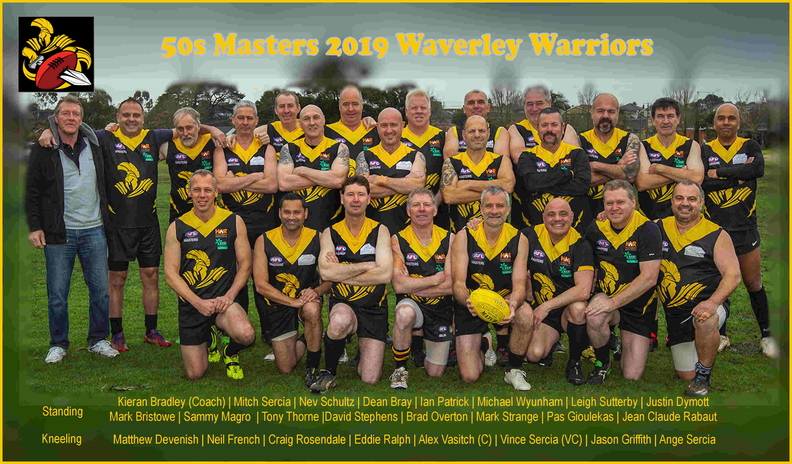 50s Masters 2019 Waverley Warriors
Kieran Bradley (Coach) | Mitch Sercia | Nev Schultz | Dean Bray | Ian Patrick | Michael Wyunham | Leigh Sutterby | Justin Dymott
Standing
Mark Bristowe | Sammy Magro | Tony Thorne |David Stephens | Brad Overton | Mark Strange | Pas Gioulekas | Jean Claude Rabaut
Kneeling
Matthew Devenish | Neil French | Craig Rosendale | Eddie Ralph | Alex Vasitch (C) | Vince Sercia (VC) | Jason Griffith | Ange Sercia